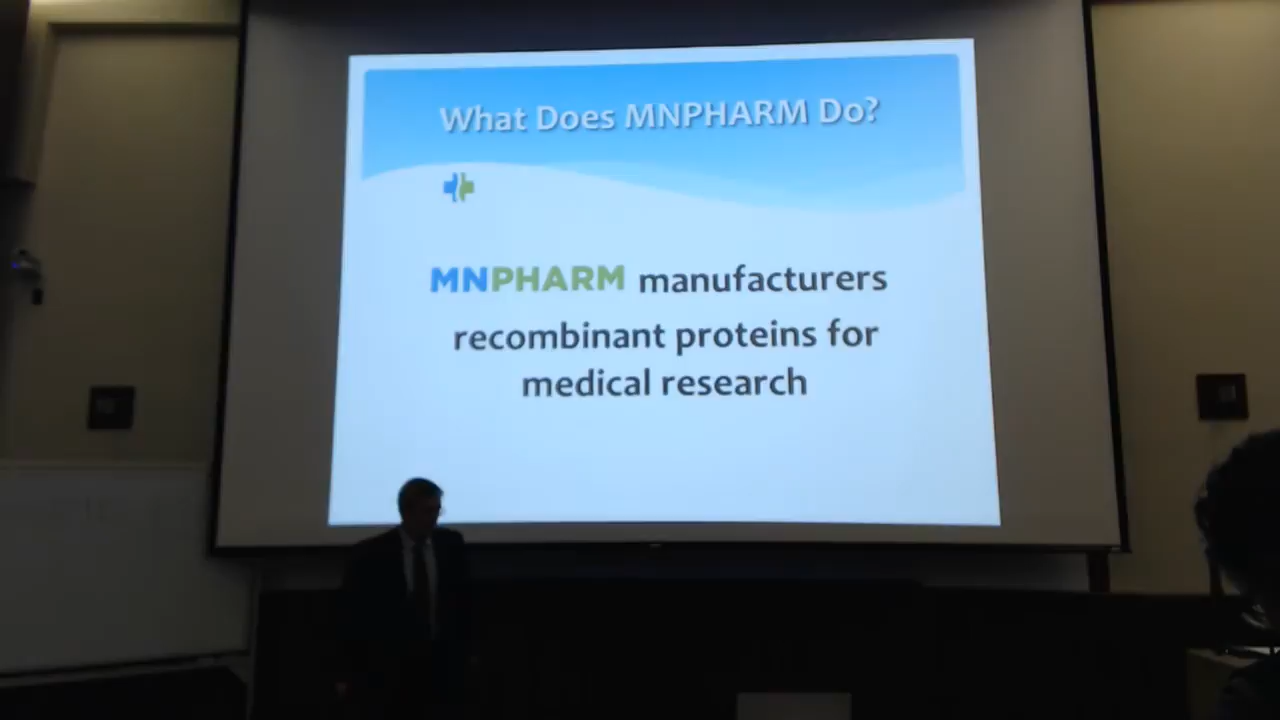 What Does MNPHARM Do?
MNPHARM manufacturers
recombinant proteins for
medical research